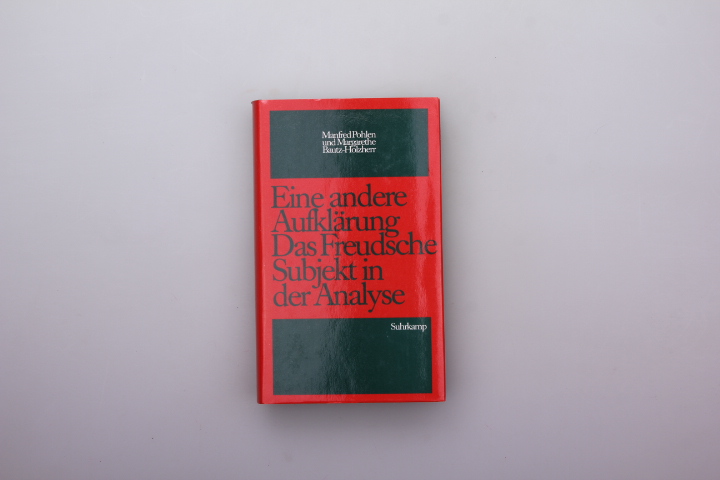 Manfred Pohlen
und Margarethe
Bautz-Holzherr
Eine andere
Aufklärung
Das Freudsche
Subjekt in
der Analyse
Suhrkamp